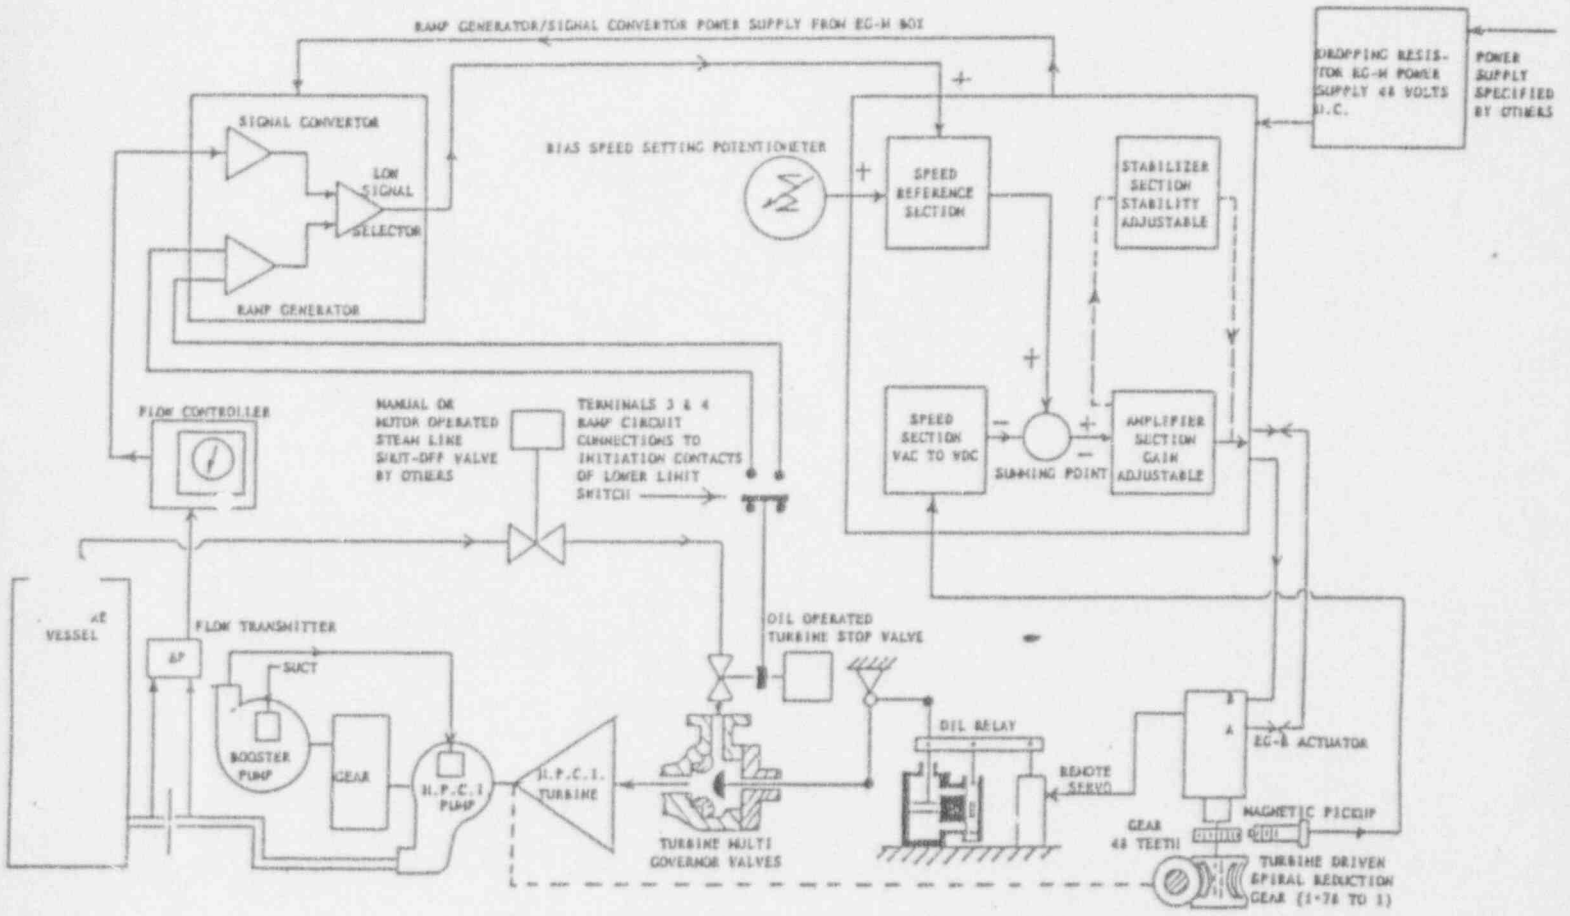 RAMP GENERATOR/SIGNAL CONVERTOR POWER SUPPLY FROM EG-M BOX
DROPPING RESIS-
TOR EG-M POWER
SUPPLY 48 VOLTS
D.C.
POWER
SUPPLY
SPECIFIED
BY OTHERS
SIGNAL CONVERTOR
LOW
SIGNAL
SELECTOR
RAMP GENERATOR
BIAS SPEED SETTING POTENTIOMETER
+
+
SPEED
REFERENCE
SECTION
STABILIZER
SECTION
STABILITY
ADJUSTABLE
+
FLOW CONTROLLER
MANUAL OR
MOTOR OPERATED
STEAM LINE
SHUT-OFF VALVE
BY OTHERS
TERMINALS 3 & 4
RAMP CIRCUIT
CONNECTIONS TO
INITIATION CONTACTS
OF LOWER LIMIT
SWITCH
SPEED
SECTION
VAC TO VDC
-
SUMMING POINT
+
-
AMPLIFIER
SECTION
GAIN
ADJUSTABLE
VESSEL
FLOW TRANSMITTER
ΔP
SUCT
BOOSTER
PUMP
GEAR
H.P.C.I
PUMP
H.P.C.I.
TURBINE
OIL OPERATED
TURBINE STOP VALVE
TURBINE MULTI
GOVERNOR VALVES
OIL RELAY
REMOTE
SERVO
B
A
EG-R ACTUATOR
MAGNETIC PICKUP
GEAR
48 TEETH
TURBINE DRIVEN
SPIRAL REDUCTION
GEAR (1.78 TO 1)